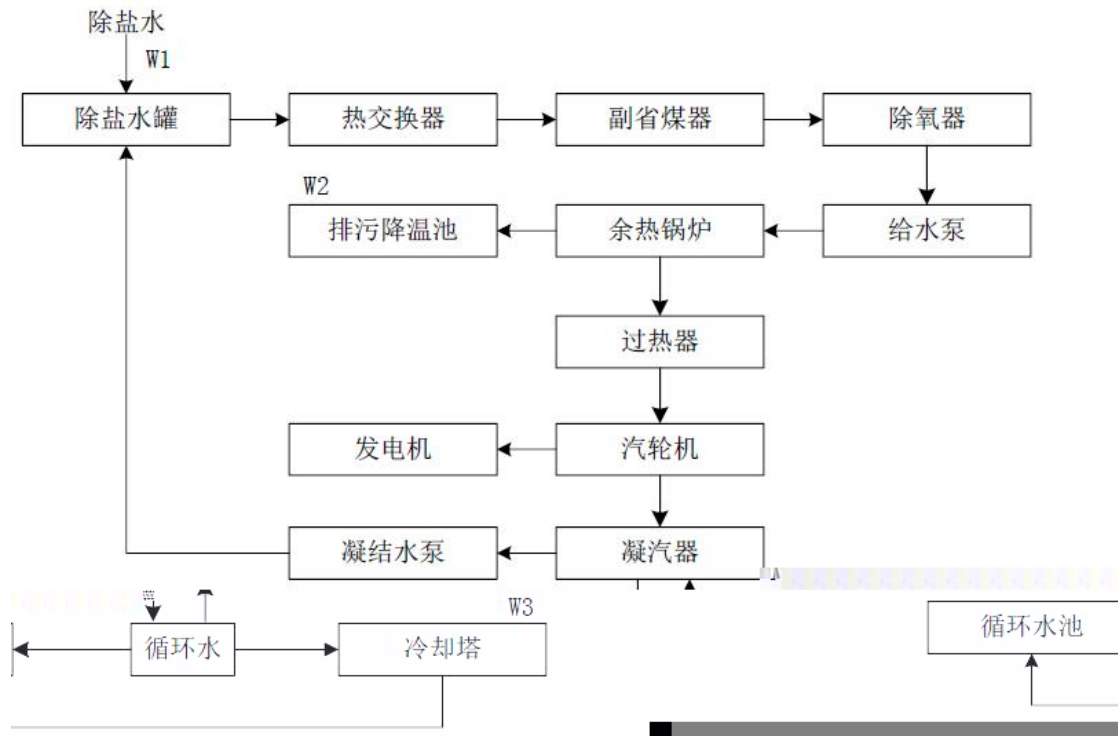 除盐水
W1
除盐水罐
热交换器
副省煤器
除氧器
W2
排污降温池
余热锅炉
给水泵
过热器
发电机
汽轮机
凝结水泵
凝汽器
W3
循环水
冷却塔
循环水池